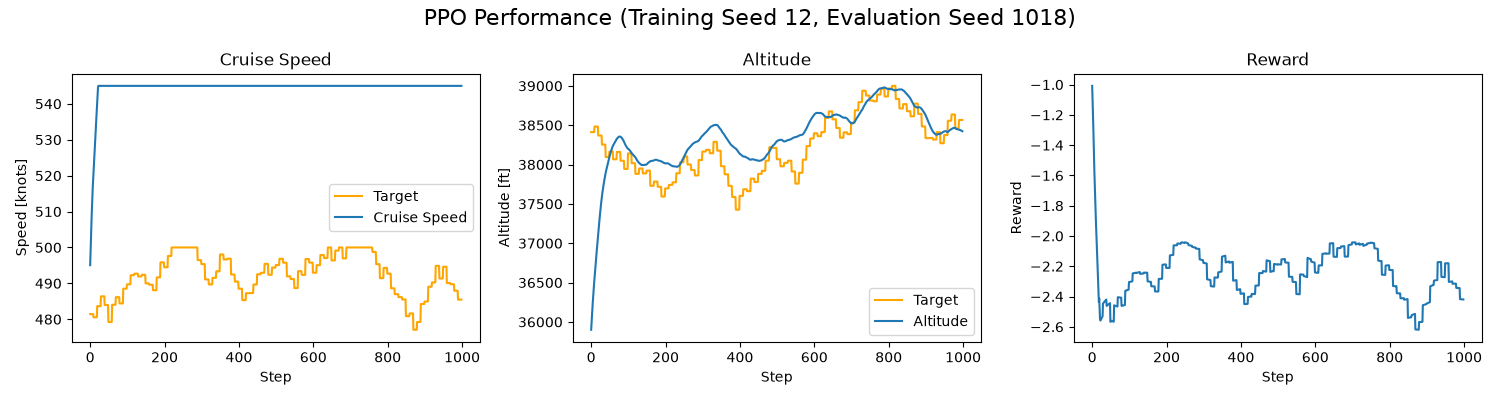 PPO Performance (Training Seed 12, Evaluation Seed 1018)
Cruise Speed
Speed [knots]
540
530
520
510
500
490
480
0 200 400 600 800 1000
Step
Target
Cruise Speed
Altitude
Altitude [ft]
39000
38500
38000
37500
37000
36500
36000
0 200 400 600 800 1000
Step
Target
Altitude
Reward
Reward
−1.0
−1.2
−1.4
−1.6
−1.8
−2.0
−2.2
−2.4
−2.6
0 200 400 600 800 1000
Step